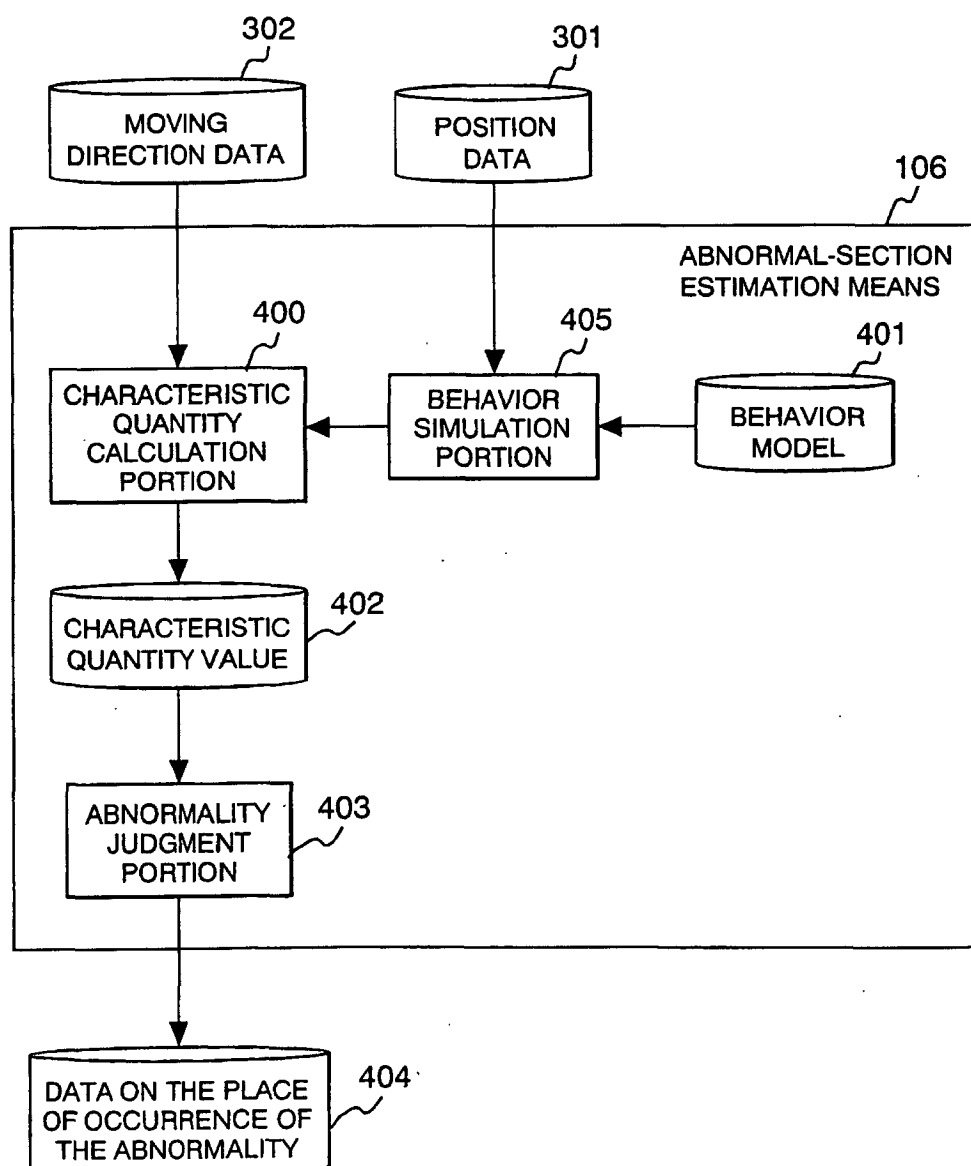 302
301
MOVING
DIRECTION DATA
POSITION
DATA
106
ABNORMAL-SECTION
ESTIMATION MEANS
400
405
401
CHARACTERISTIC
QUANTITY
CALCULATION
PORTION
BEHAVIOR
SIMULATION
PORTION
BEHAVIOR
MODEL
402
CHARACTERISTIC
QUANTITY VALUE
ABNORMALITY
JUDGMENT
PORTION
403
DATA ON THE PLACE
OF OCCURRENCE OF
THE ABNORMALITY
404